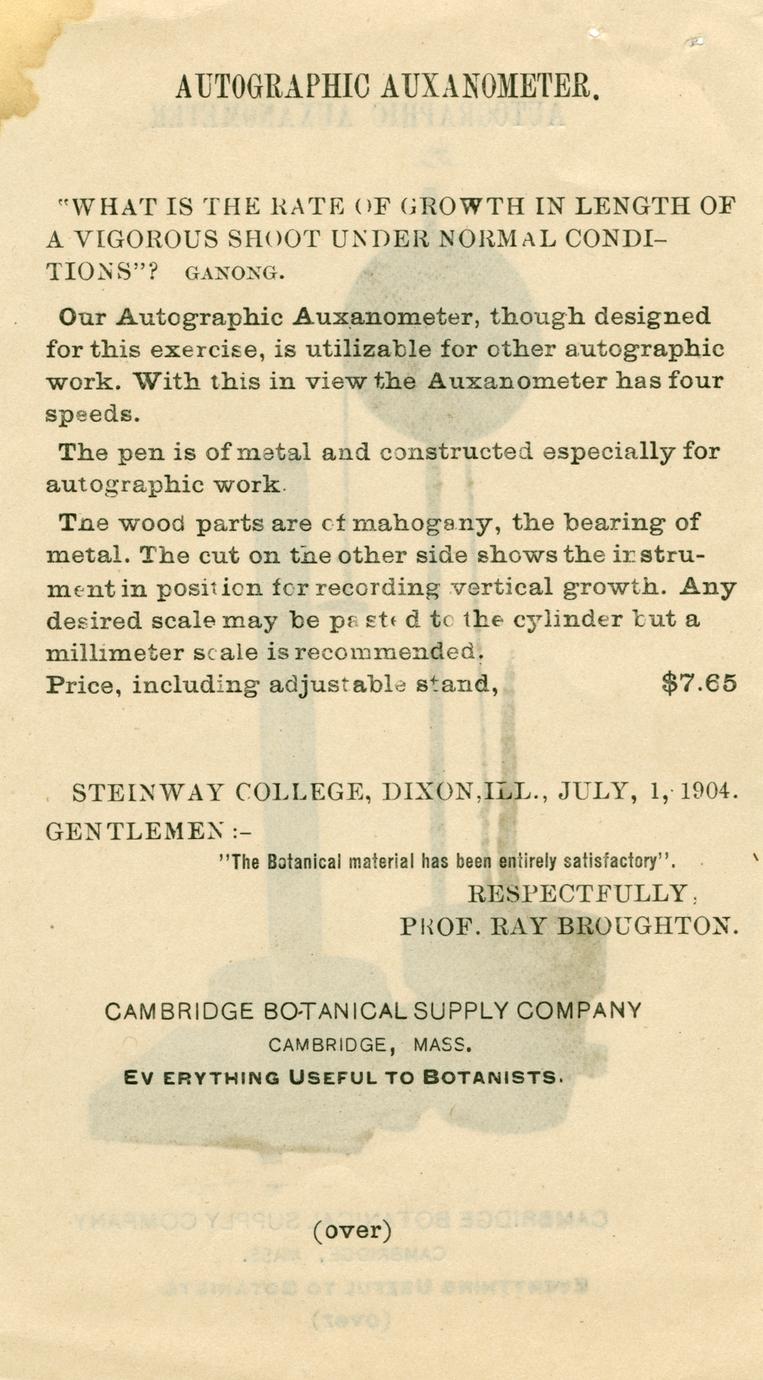 AUTOGRAPHIC AUXANOMETER.
"WHAT IS THE RATE OF GROWTH IN LENGTH OF
A VIGOROUS SHOOT UNDER NORMAL CONDI-
TIONS"? GANONG.
Our Autographic Auxanometer, though designed
for this exercise, is utilizable for other autographic
work. With this in view the Auxanometer has four
speeds.
The pen is of metal and constructed especially for
autographic work.
The wood parts are of mahogany, the bearing of
metal. The cut on the other side shows the instru-
ment in position for recording vertical growth. Any
desired scale may be pasted to the cylinder but a
millimeter scale is recommended.
Price, including adjustable stand, $7.65
STEINWAY COLLEGE, DIXON, ILL., JULY, 1, 1904.
GENTLEMEN :-
"The Botanical material has been entirely satisfactory".
RESPECTFULLY,
PROF. RAY BROUGHTON.
CAMBRIDGE BOTANICAL SUPPLY COMPANY
CAMBRIDGE, MASS.
EVERYTHING USEFUL TO BOTANISTS.
(over)